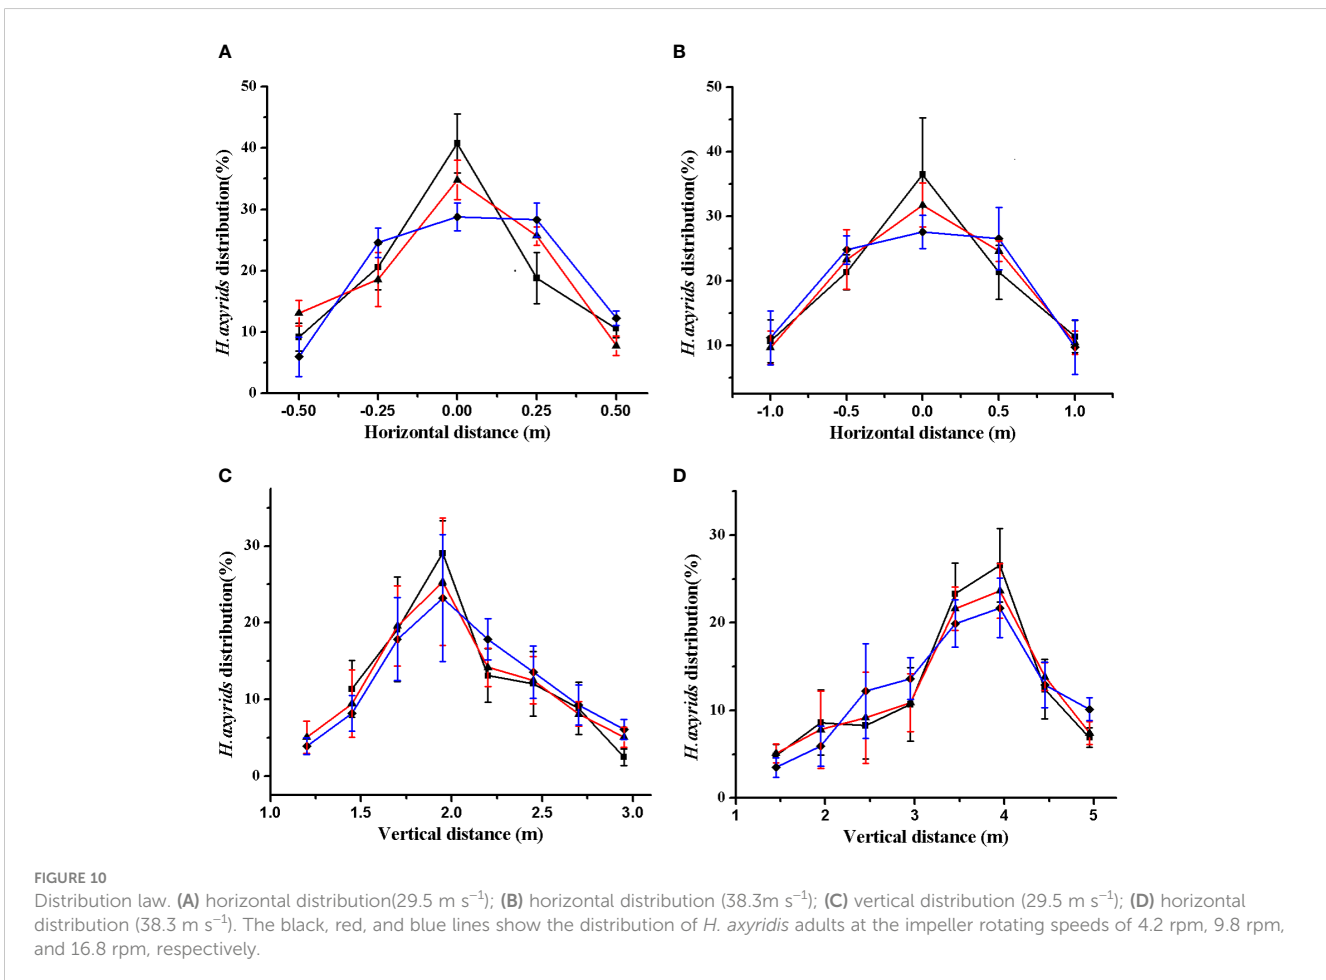 A
50
40
30
20
10
0
H.axyrids distribution(%)
-0.50 -0.25 0.00 0.25 0.50
Horizontal distance (m)
B
50
40
30
20
10
H.axyrids distribution(%)
-1.0 -0.5 0.0 0.5 1.0
Horizontal distance (m)
C
30
20
10
0
H.axyrids distribution(%)
1.0 1.5 2.0 2.5 3.0
Vertical distance (m)
D
30
20
10
0
H.axyrids distribution(%)
1 2 3 4 5
Vertical distance (m)
FIGURE 10
Distribution law. (A) horizontal distribution(29.5 m s⁻¹); (B) horizontal distribution (38.3m s⁻¹); (C) vertical distribution (29.5 m s⁻¹); (D) horizontal
distribution (38.3 m s⁻¹). The black, red, and blue lines show the distribution of H. axyridis adults at the impeller rotating speeds of 4.2 rpm, 9.8 rpm,
and 16.8 rpm, respectively.